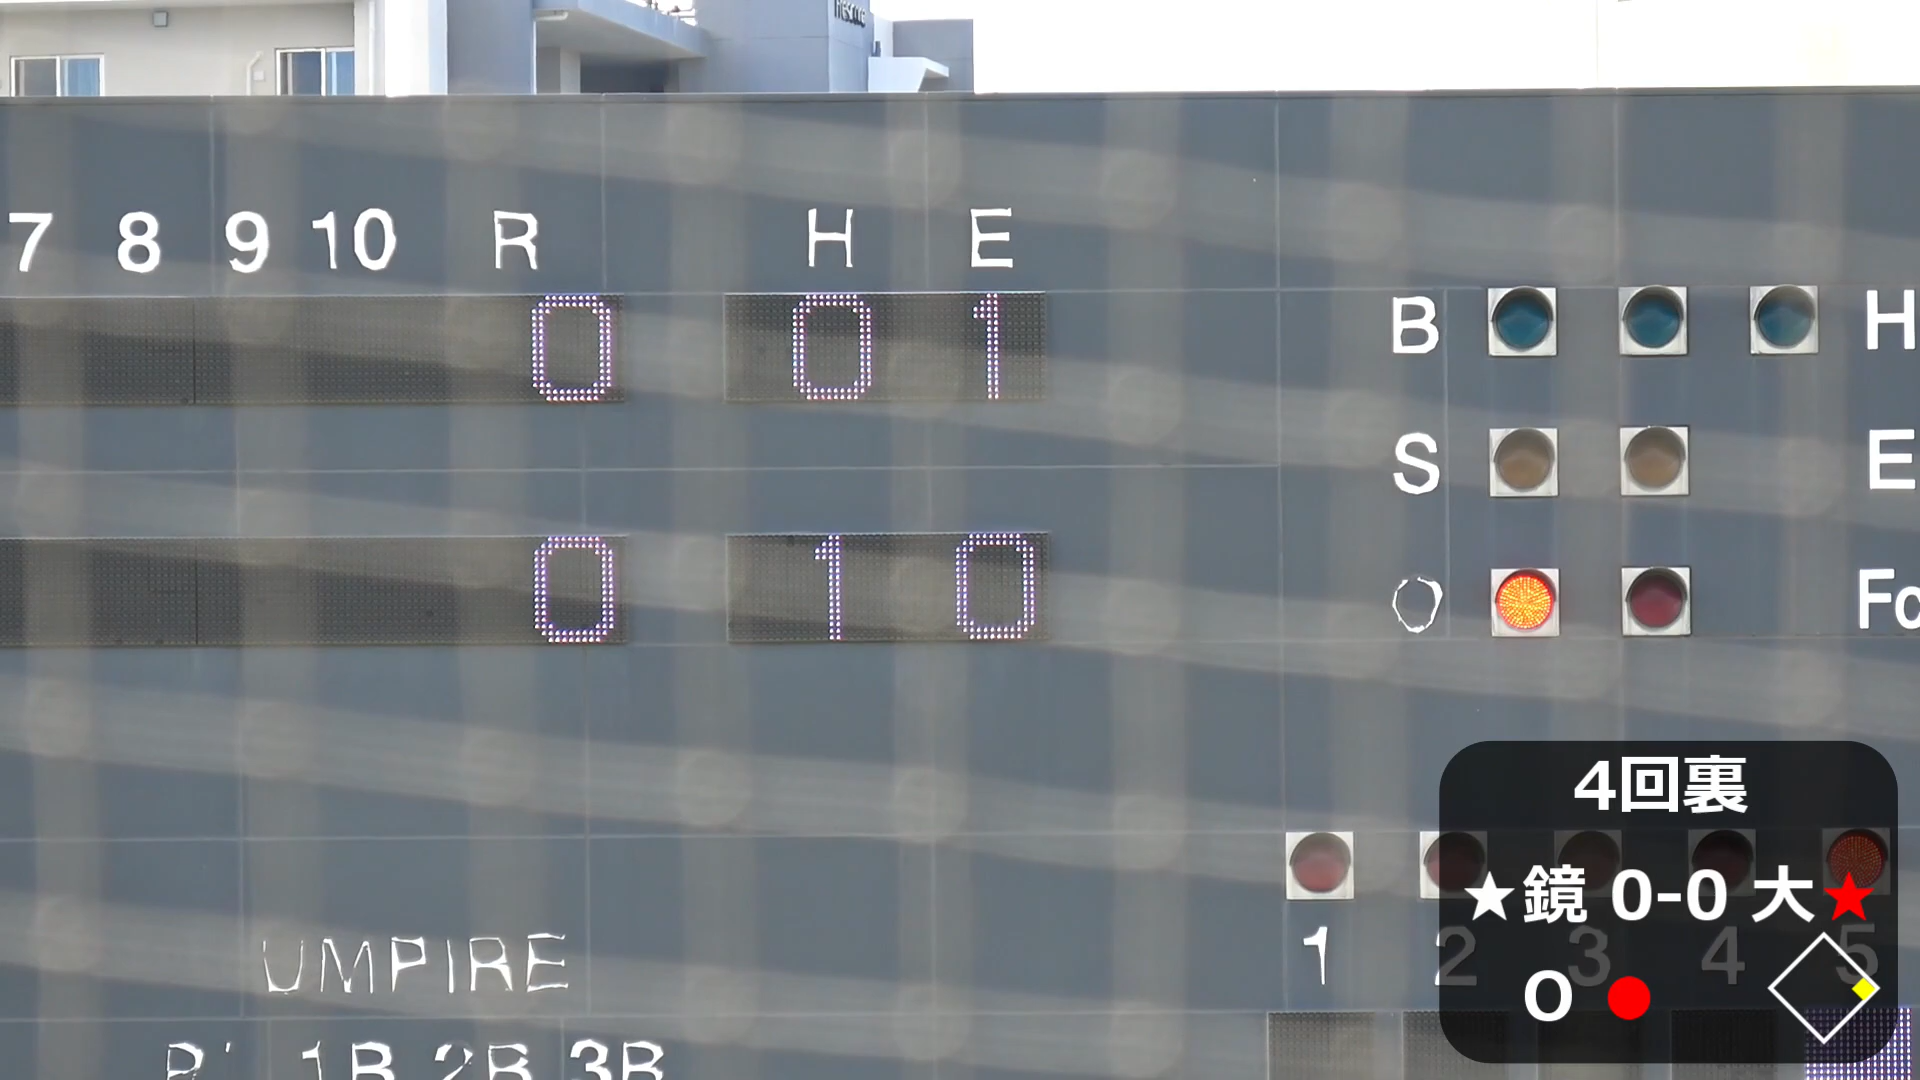 7 8 9 10 R H E
0 0 1
B H
S E
0 1 0
O Fo
4回裏
★鏡 0-0 大★
1 2 3 4 5
O
UMPIRE
P 1B 2B 3B